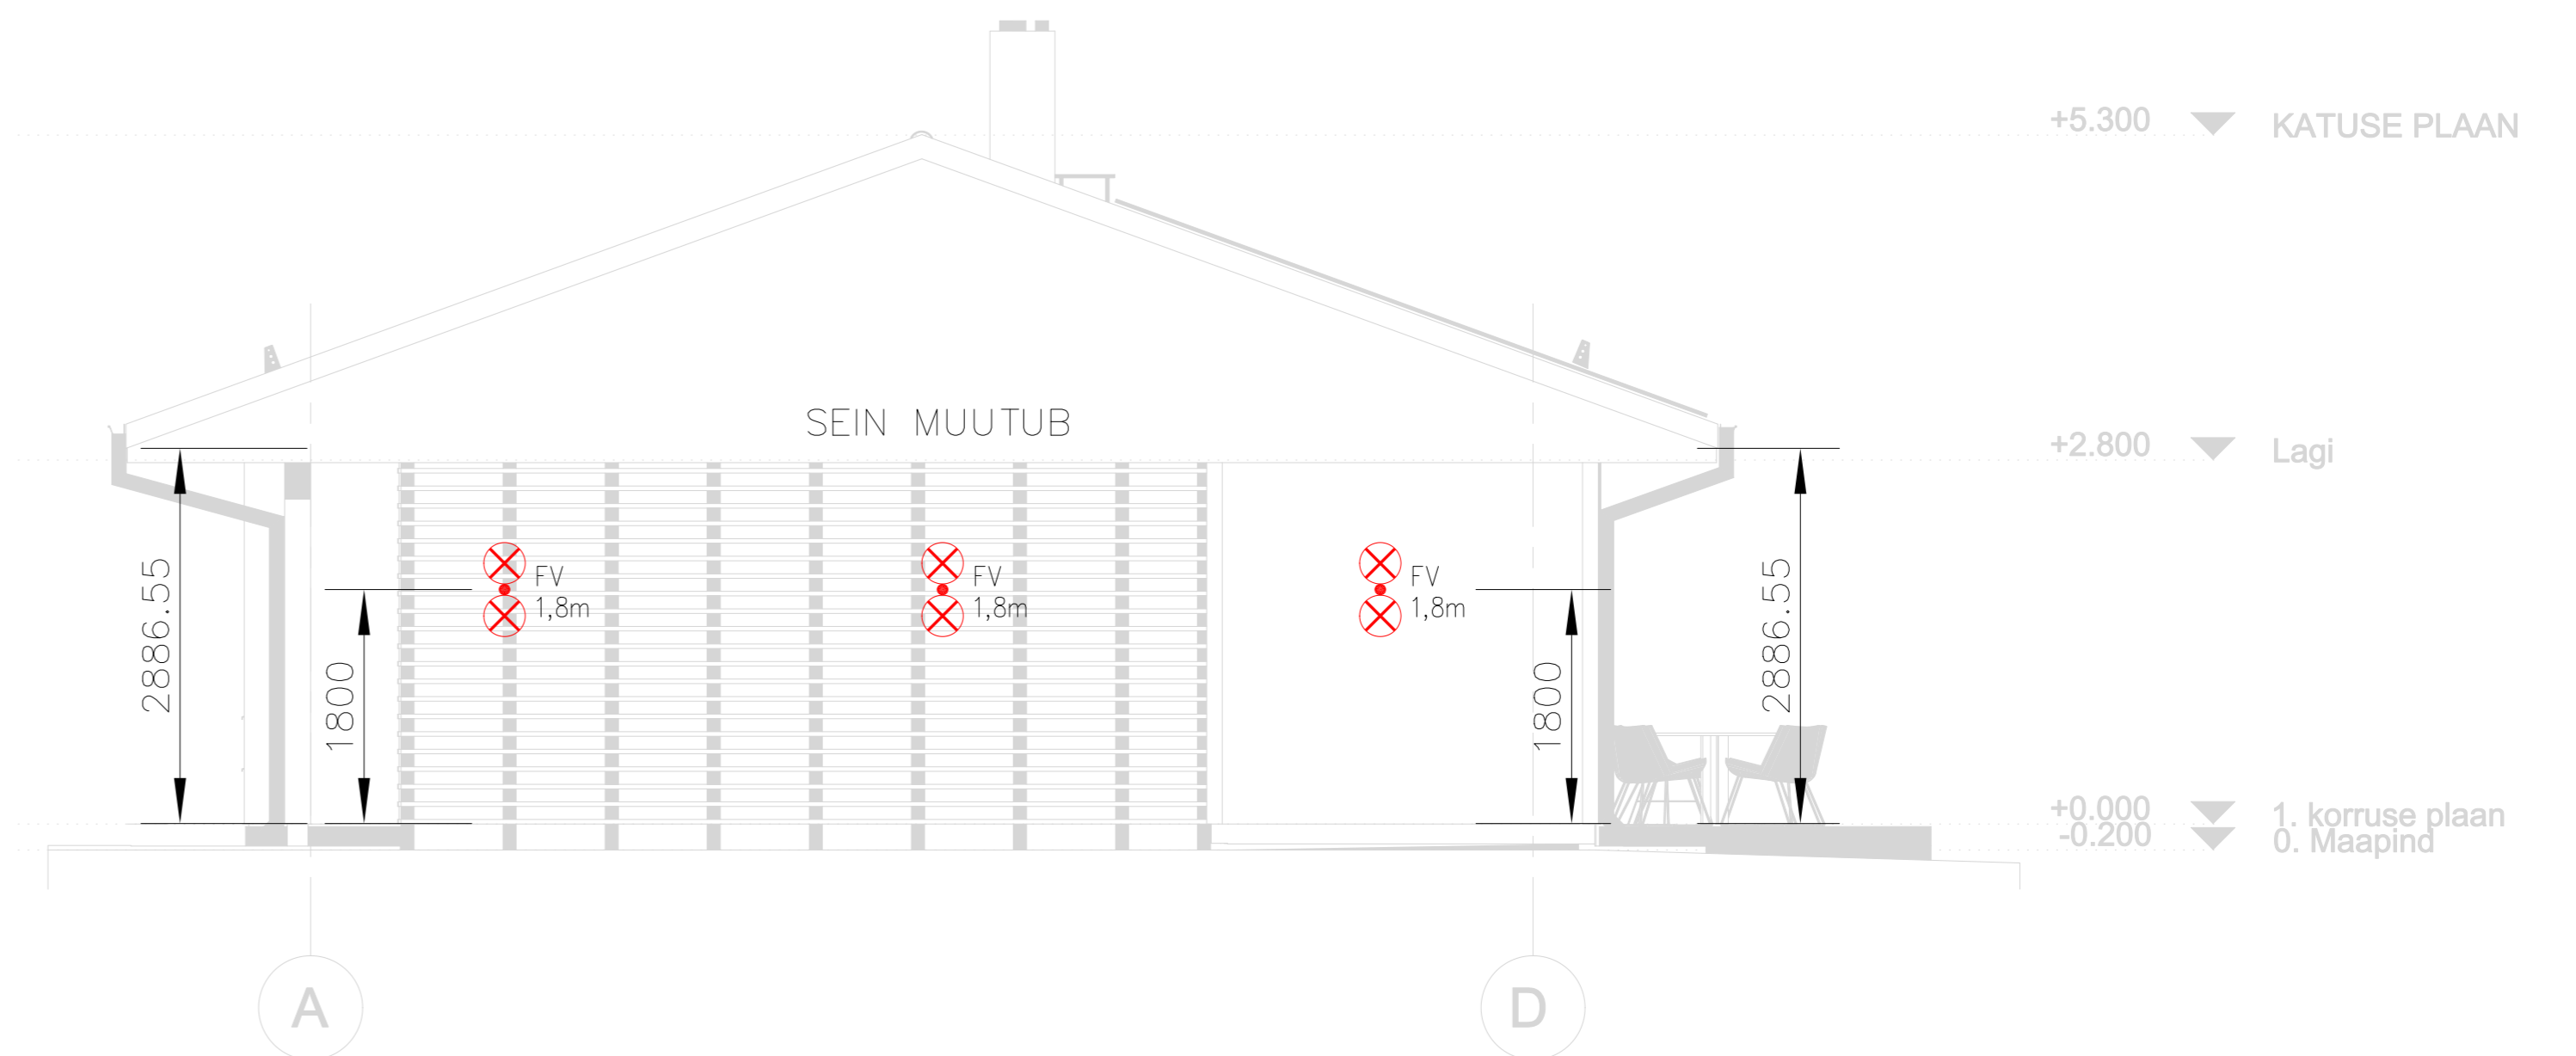 +5.300 KATUSE PLAAN
SEIN MUUTUB
+2.800 Lagi
2886.55
1800
FV
1,8m
FV
1,8m
FV
1,8m
1800
2886.55
+0.000 1. korruse plaan
-0.200 0. Maapind
A
D